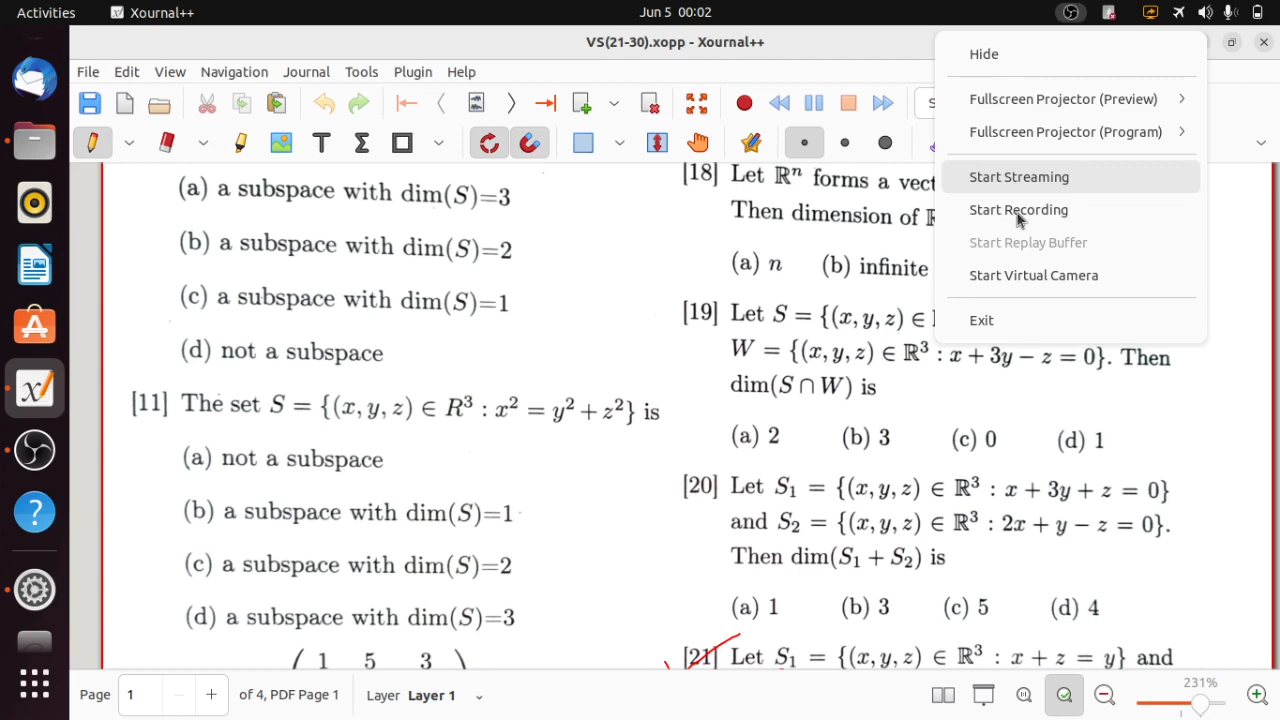 Activities
Xournal++
Jun 5 00:02
VS(21-30).xopp - Xournal++
File Edit View Navigation Journal Tools Plugin Help
Hide
Fullscreen Projector (Preview)
Fullscreen Projector (Program)
Start Streaming
Start Recording
Start Replay Buffer
Start Virtual Camera
Exit
(a) a subspace with dim(S)=3
(b) a subspace with dim(S)=2
(c) a subspace with dim(S)=1
(d) not a subspace
[11] The set S = {(x, y, z) ∈ R³ : x² = y² + z²} is
(a) not a subspace
(b) a subspace with dim(S)=1
(c) a subspace with dim(S)=2
(d) a subspace with dim(S)=3
( 1 5 3 )
[18] Let ℝⁿ forms a vect
Then dimension of
(a) n (b) infinite
[19] Let S = {(x, y, z) ∈
W = {(x, y, z) ∈ ℝ³ : x + 3y − z = 0}. Then
dim(S ∩ W) is
(a) 2 (b) 3 (c) 0 (d) 1
[20] Let S₁ = {(x, y, z) ∈ ℝ³ : x + 3y + z = 0}
and S₂ = {(x, y, z) ∈ ℝ³ : 2x + y − z = 0}.
Then dim(S₁ + S₂) is
(a) 1 (b) 3 (c) 5 (d) 4
[21] Let S₁ = {(x, y, z) ∈ ℝ³ : x + z = y} and
Page 1 of 4, PDF Page 1 Layer Layer 1
231%